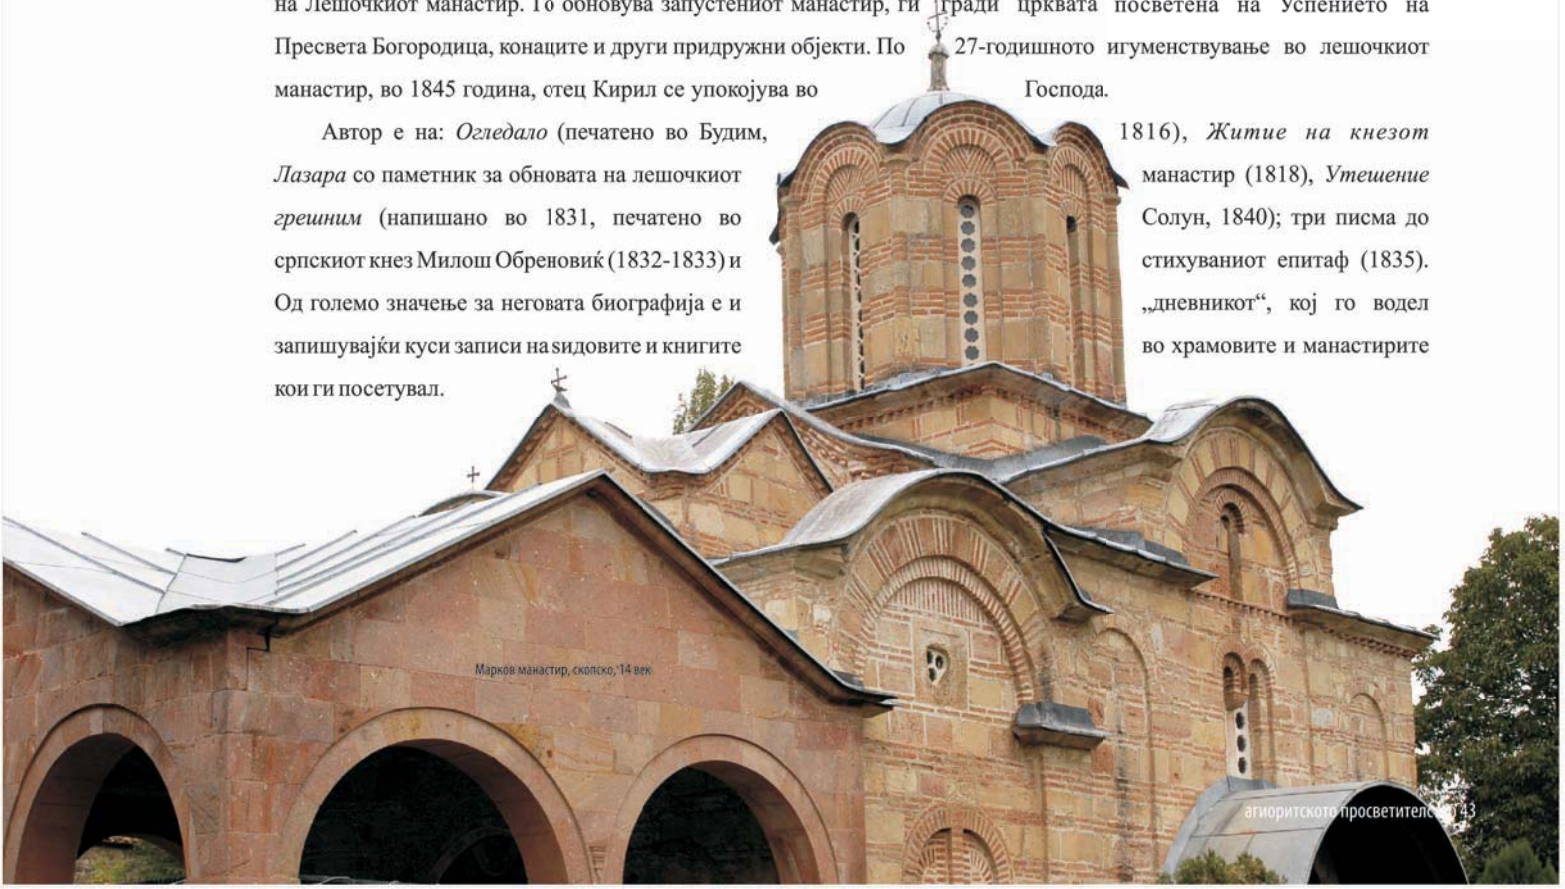 на Лешочкиот манастир. Го обновува запустениот манастир, ги гради црквата посветена на Успението на
Пресвета Богородица, конаците и други придружни објекти. По 27-годишното игуменствување во лешочкиот
манастир, во 1845 година, отец Кирил се упокојува во Господа.
Автор е на: Огледало (печатено во Будим, 1816), Житие на кнезот
Лазара со паметник за обновата на лешочкиот манастир (1818), Утешение
грешним (напишано во 1831, печатено во Солун, 1840); три писма до
српскиот кнез Милош Обреновиќ (1832-1833) и стихуваниот епитаф (1835).
Од големо значење за неговата биографија е и „дневникот“, кој го водел
запишувајќи куси записи на ѕидовите и книгите во храмовите и манастирите
кои ги посетувал.
Марков манастир, скопско, 14 век
агиоритското 43